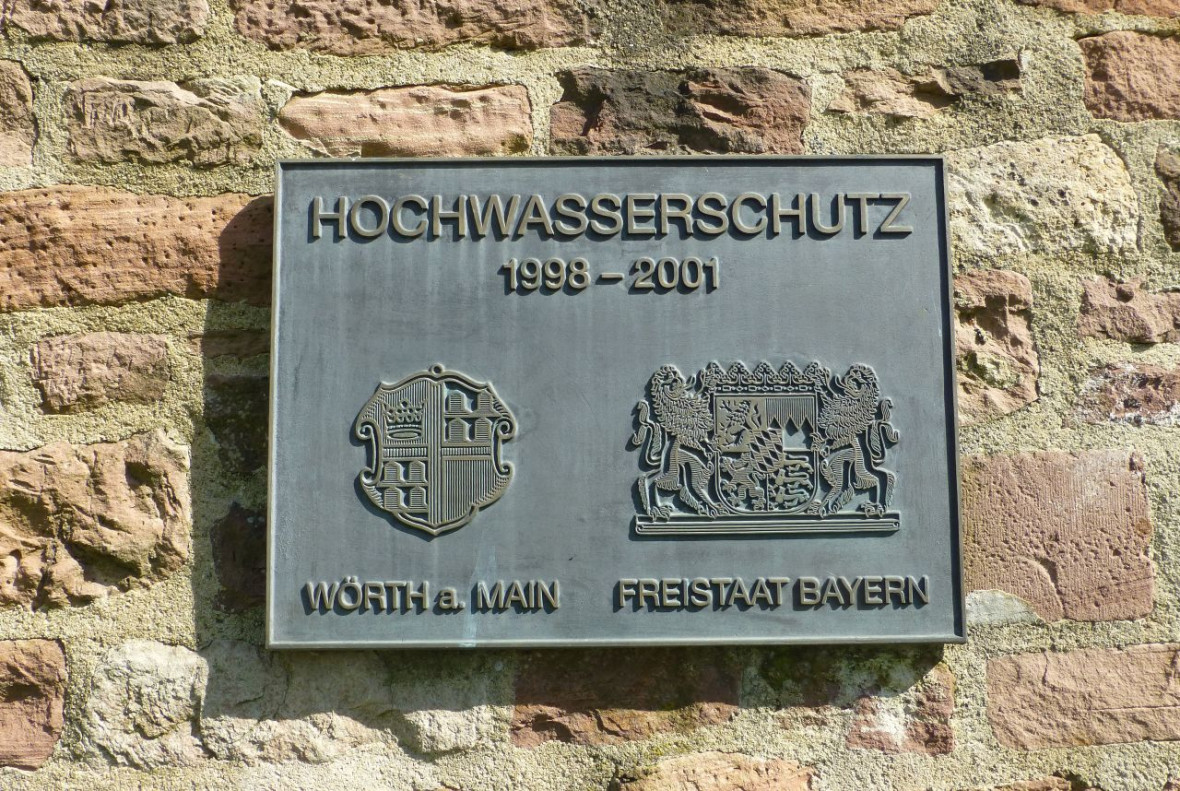 HOCHWASSERSCHUTZ
1998 – 2001
WÖRTH a. MAIN
FREISTAAT BAYERN